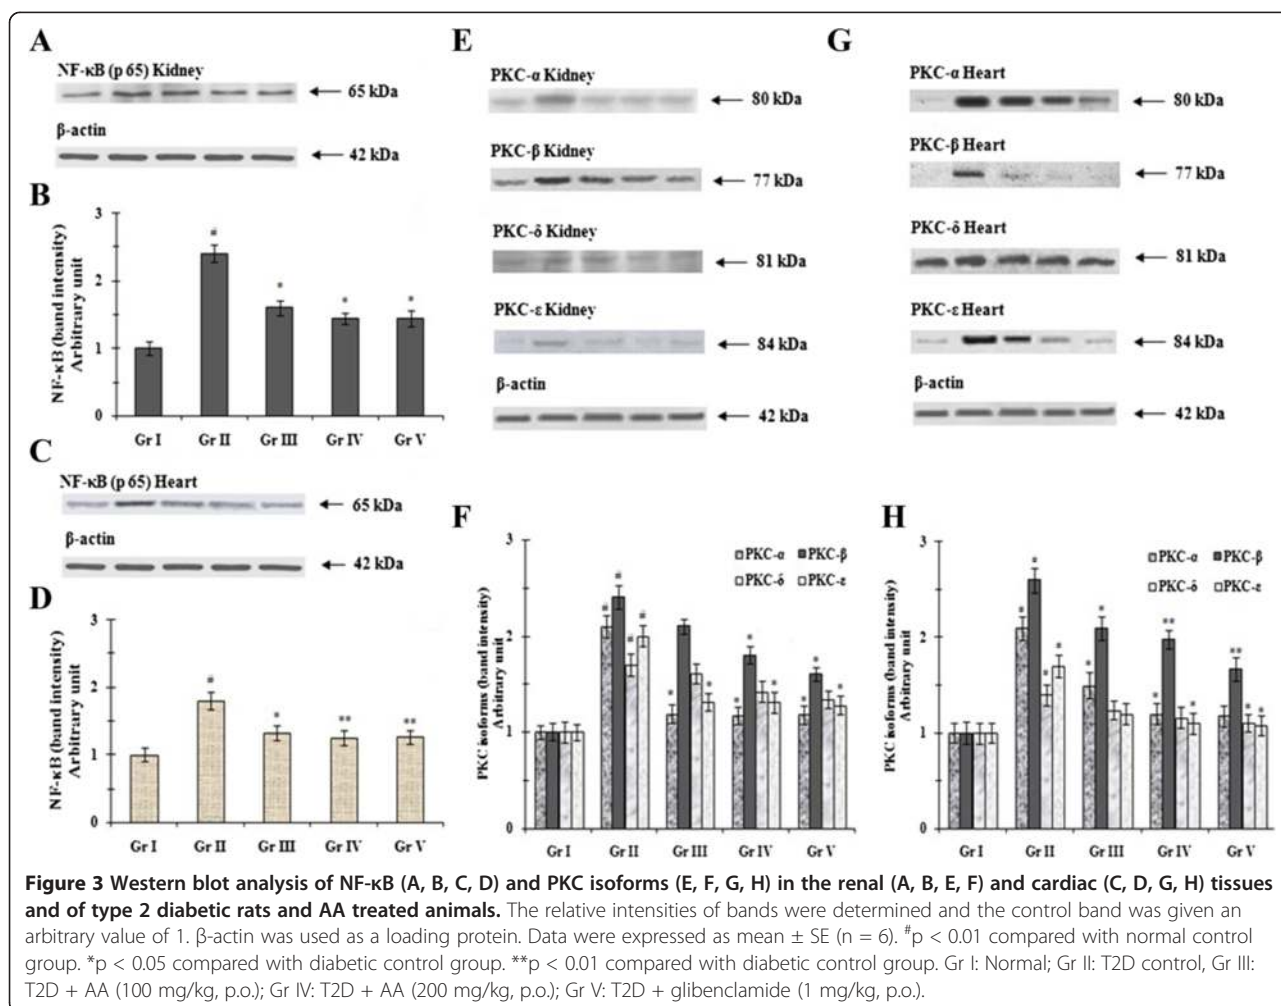 A
NF-κB (p 65) Kidney
65 kDa
β-actin
42 kDa
B
NF-κB (band intensity)
Arbitrary unit
3
2
1
0
#
*
*
*
Gr I Gr II Gr III Gr IV Gr V
C
NF-κB (p 65) Heart
65 kDa
β-actin
42 kDa
D
NF-κB (band intensity)
Arbitrary unit
3
2
1
0
#
*
**
**
Gr I Gr II Gr III Gr IV Gr V
E
PKC-α Kidney
80 kDa
PKC-β Kidney
77 kDa
PKC-δ Kidney
81 kDa
PKC-ε Kidney
84 kDa
β-actin
42 kDa
F
PKC isoforms (band intensity)
Arbitrary unit
3
2
1
0
PKC-α PKC-β
PKC-δ PKC-ε
# # # #
* *
* * *
* * *
Gr I Gr II Gr III Gr IV Gr V
G
PKC-α Heart
80 kDa
PKC-β Heart
77 kDa
PKC-δ Heart
81 kDa
PKC-ε Heart
84 kDa
β-actin
42 kDa
H
PKC isoforms (band intensity)
Arbitrary unit
3
2
1
0
PKC-α PKC-β
PKC-δ PKC-ε
* *
* ** *
** * *
Gr I Gr II Gr III Gr IV Gr V
Figure 3 Western blot analysis of NF-κB (A, B, C, D) and PKC isoforms (E, F, G, H) in the renal (A, B, E, F) and cardiac (C, D, G, H) tissues
and of type 2 diabetic rats and AA treated animals. The relative intensities of bands were determined and the control band was given an
arbitrary value of 1. β-actin was used as a loading protein. Data were expressed as mean ± SE (n = 6). #p < 0.01 compared with normal control
group. *p < 0.05 compared with diabetic control group. **p < 0.01 compared with diabetic control group. Gr I: Normal; Gr II: T2D control, Gr III:
T2D + AA (100 mg/kg, p.o.); Gr IV: T2D + AA (200 mg/kg, p.o.); Gr V: T2D + glibenclamide (1 mg/kg, p.o.).